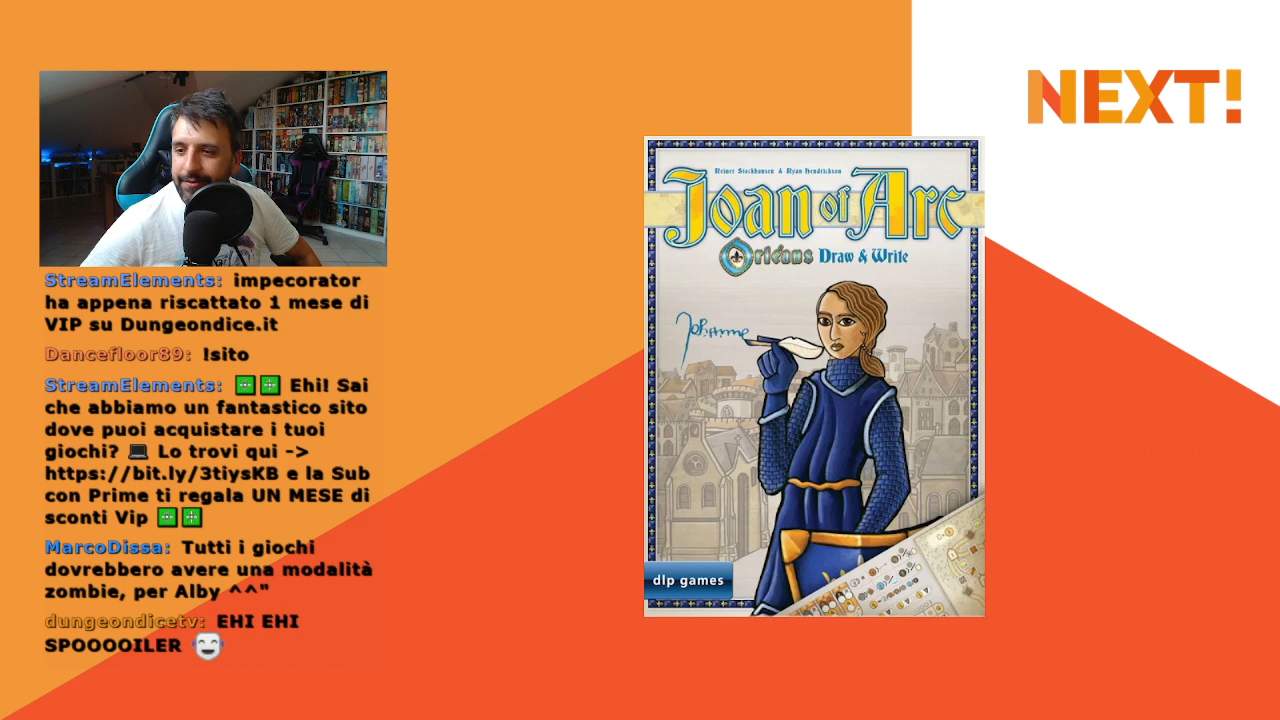 NEXT!
Reiner Stockhausen & Ryan Hendrickson
Joan of Arc
Orléans Draw & Write
Johanne
dlp games
StreamElements: impecorator
ha appena riscattato 1 mese di
VIP su Dungeondice.it
Dancefloor89: !sito
StreamElements: Ehi! Sai
che abbiamo un fantastico sito
dove puoi acquistare i tuoi
giochi? 💻 Lo trovi qui ->
https://bit.ly/3tiysKB e la Sub
con Prime ti regala UN MESE di
sconti Vip
MarcoDissa: Tutti i giochi
dovrebbero avere una modalità
zombie, per Alby ^^"
dungeondicetv: EHI EHI
SPOOOOILER